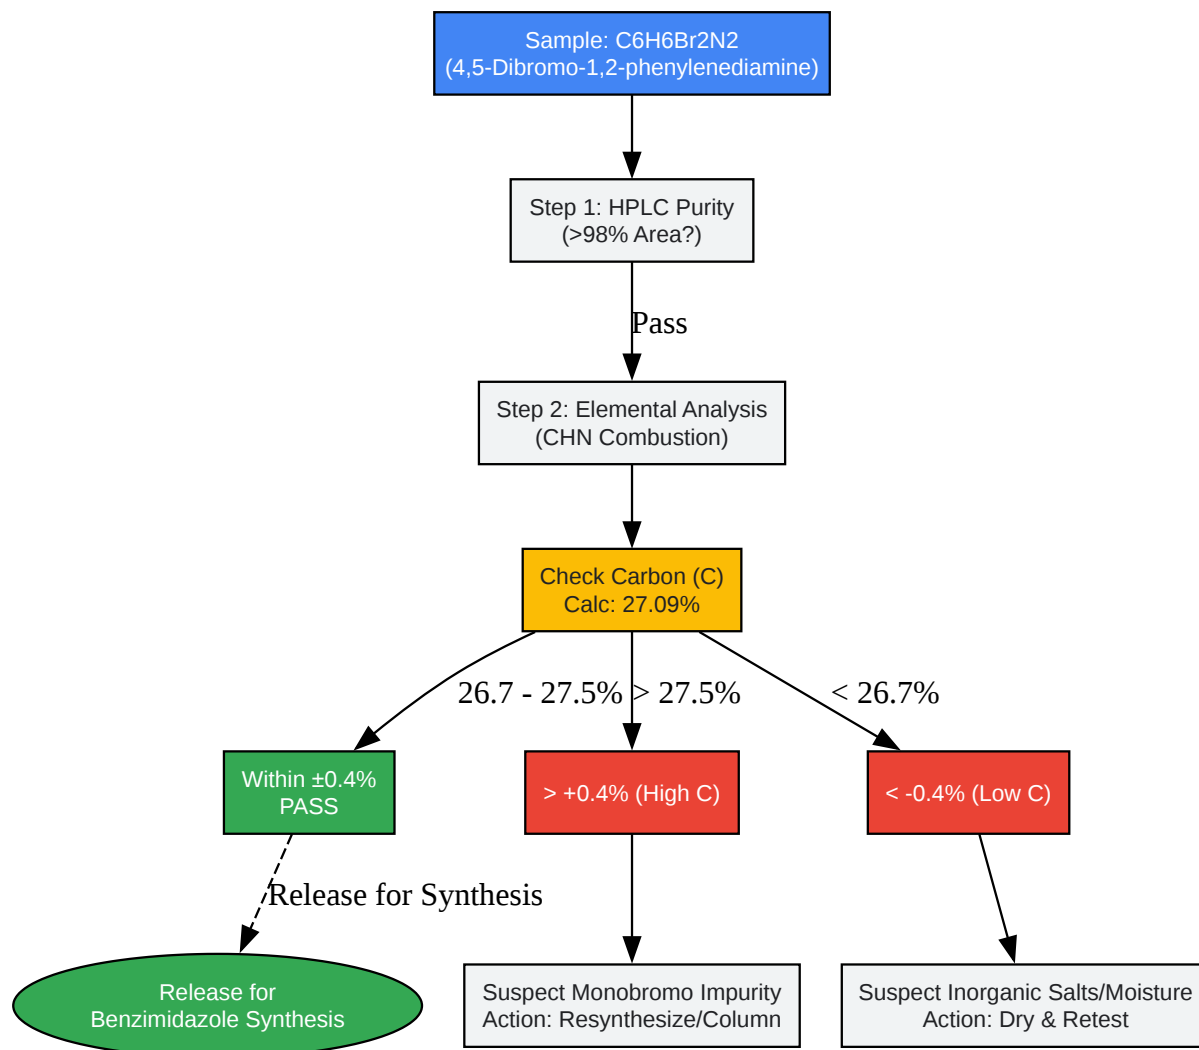 Sample: C6H6Br2N2
(4,5-Dibromo-1,2-phenylenediamine)
Step 1: HPLC Purity
(>98% Area?)
Pass
Step 2: Elemental Analysis
(CHN Combustion)
Check Carbon (C)
Calc: 27.09%
26.7 - 27.5%
> 27.5%
< 26.7%
Within ±0.4%
PASS
> +0.4% (High C)
< -0.4% (Low C)
Release for Synthesis
Release for
Benzimidazole Synthesis
Suspect Monobromo Impurity
Action: Resynthesize/Column
Suspect Inorganic Salts/Moisture
Action: Dry & Retest